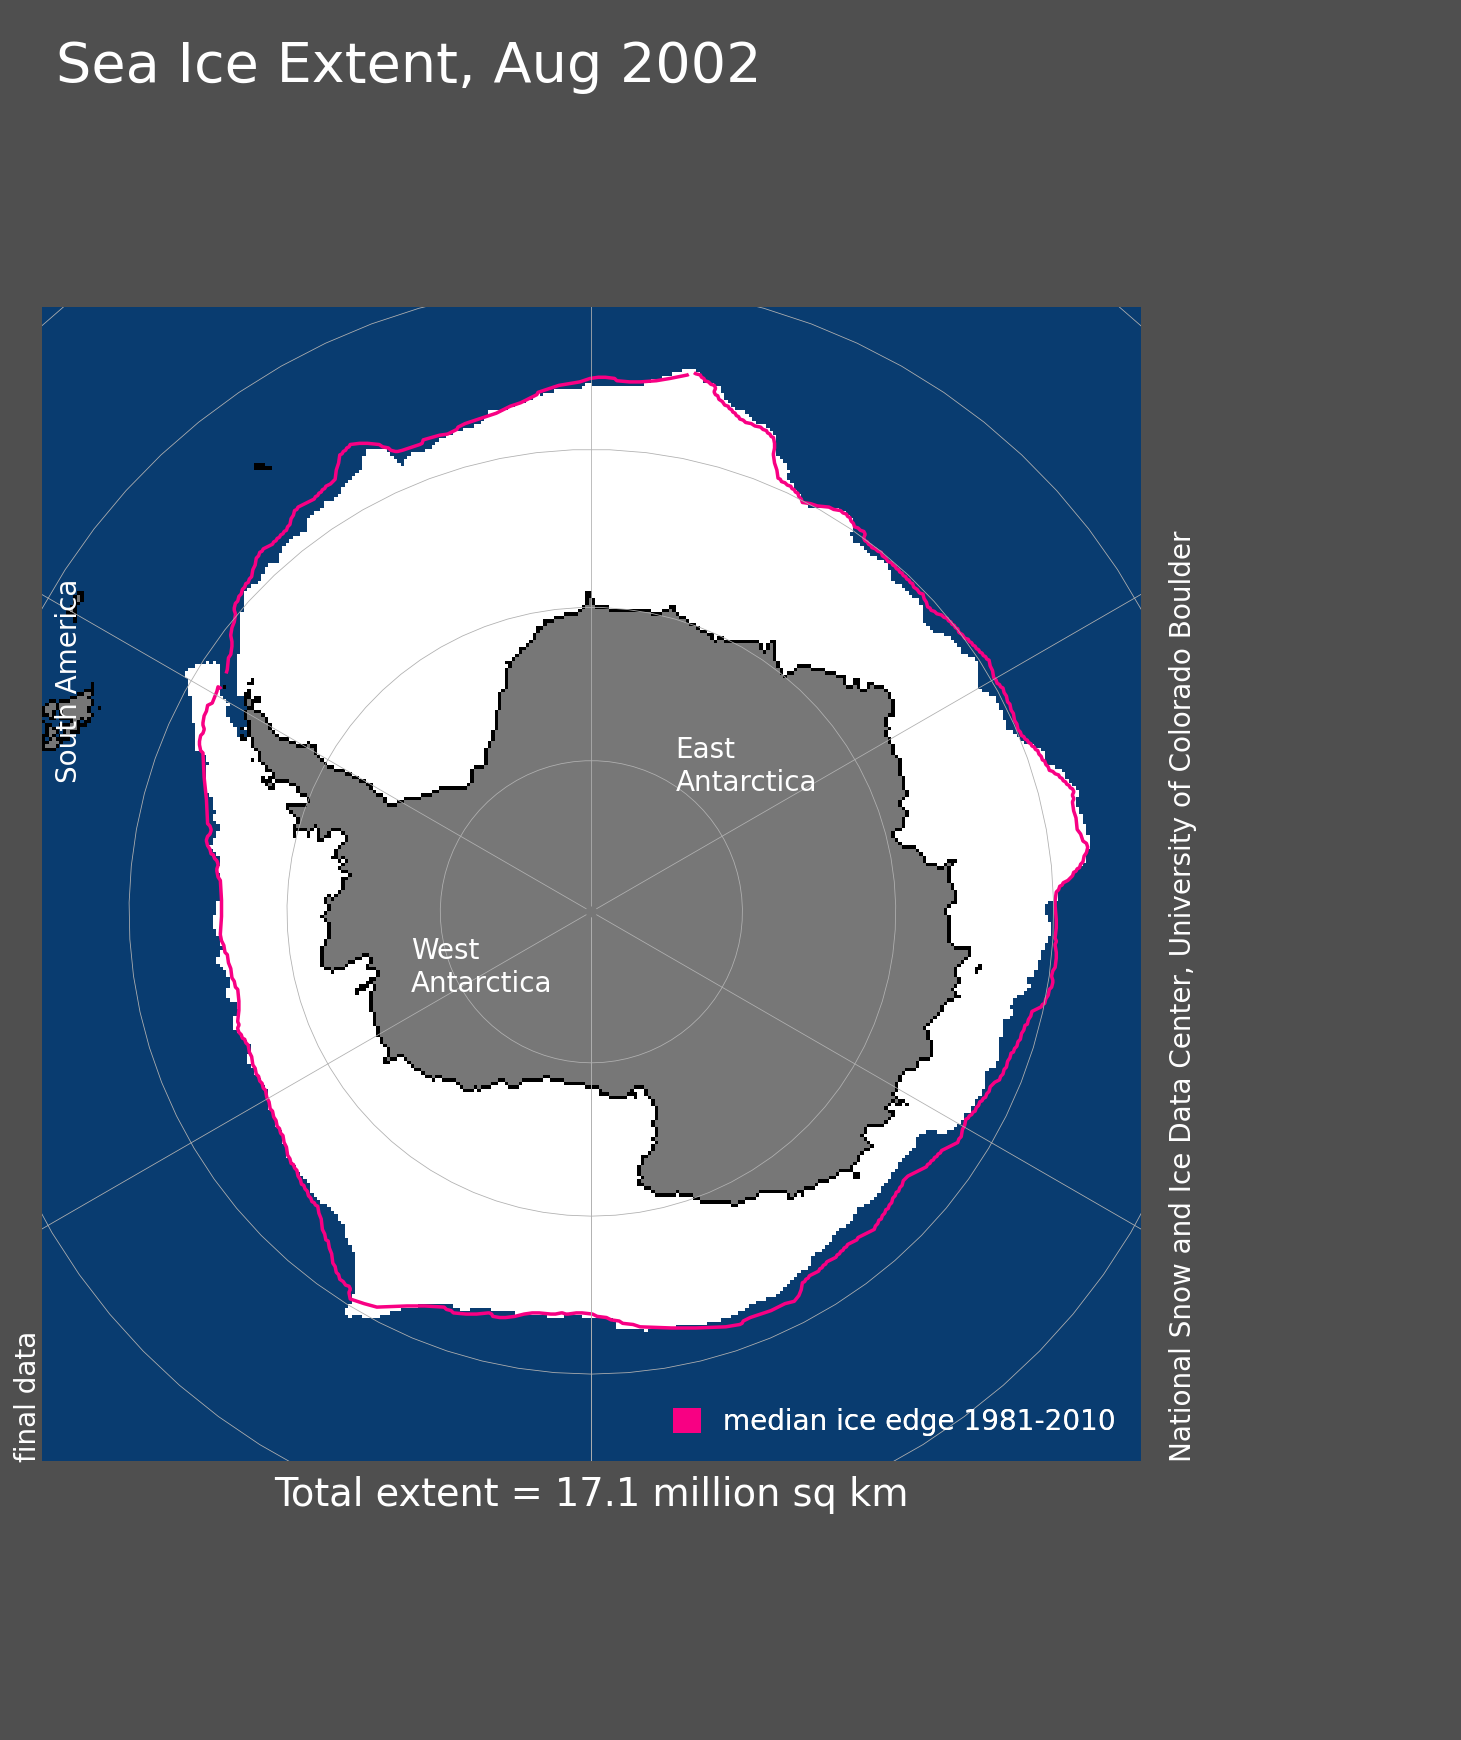 Sea Ice Extent, Aug 2002
South America
East
Antarctica
West
Antarctica
median ice edge 1981-2010
final data
National Snow and Ice Data Center, University of Colorado Boulder
Total extent = 17.1 million sq km